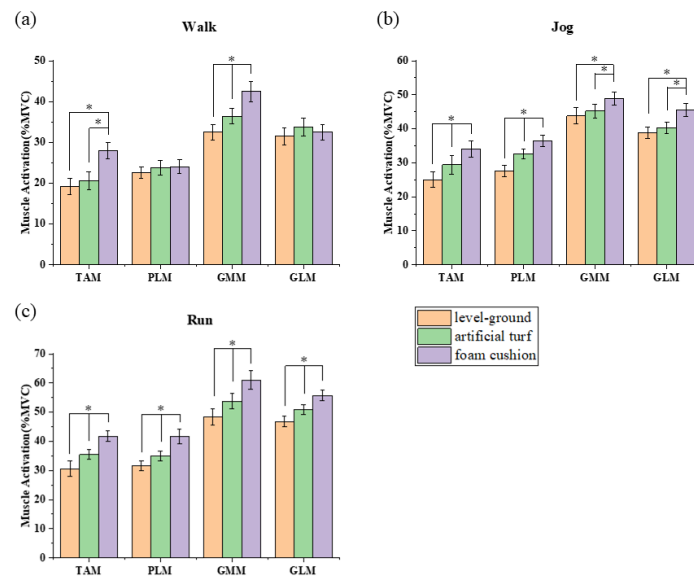 (a)
Walk
Muscle Activation(%MVC)
50
40
30
20
10
0
*
*
*
TAM
PLM
GMM
GLM
(b)
Jog
Muscle Activation(%MVC)
60
50
40
30
20
10
0
*
*
*
*
*
*
TAM
PLM
GMM
GLM
level-ground
artificial turf
foam cushion
(c)
Run
Muscle Activation(%MVC)
70
60
50
40
30
20
10
0
*
*
*
*
TAM
PLM
GMM
GLM